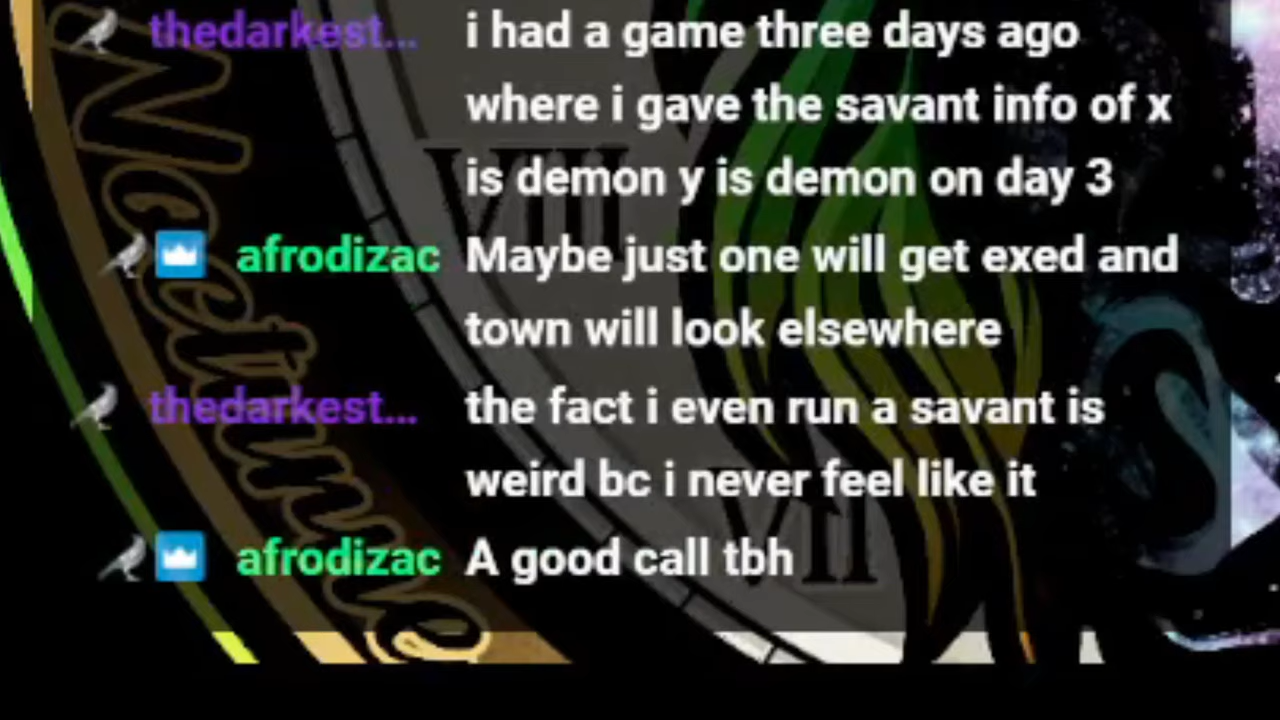 thedarkest... i had a game three days ago
where i gave the savant info of x
is demon y is demon on day 3
afrodizac Maybe just one will get exed and
town will look elsewhere
thedarkest... the fact i even run a savant is
weird bc i never feel like it
afrodizac A good call tbh
VIII
VII